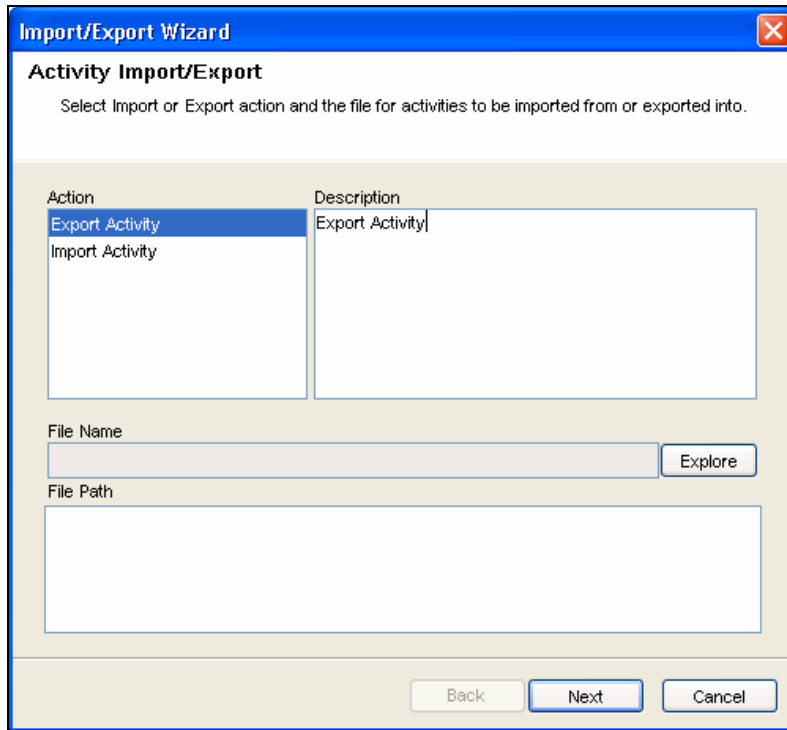 Import/Export Wizard
Activity Import/Export
Select Import or Export action and the file for activities to be imported from or exported into.
Action
Description
Export Activity
Export Activity
Import Activity
File Name
Explore
File Path
Back
Next
Cancel